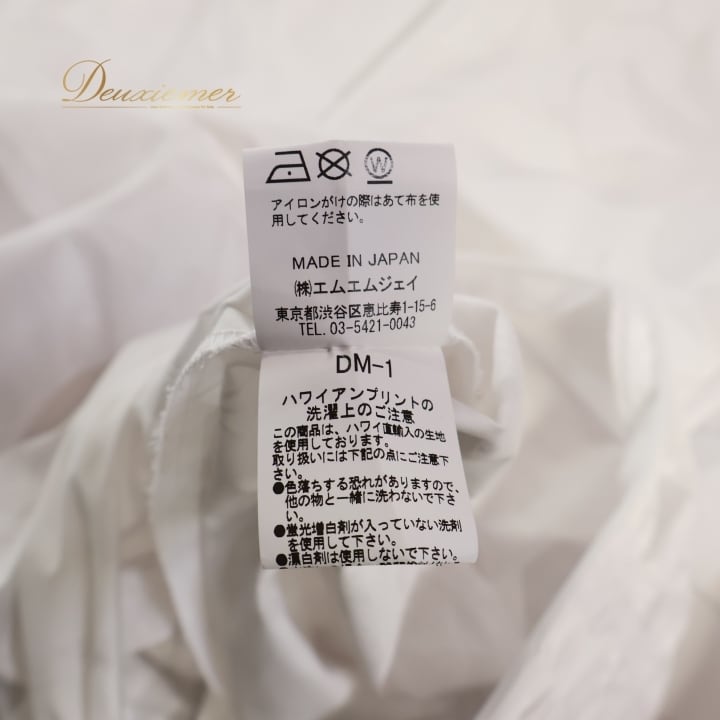 Deuxiemer
W
アイロンがけの際はあて布を使
用してください。
MADE IN JAPAN
㈱エムエムジェイ
東京都渋谷区恵比寿1-15-6
TEL. 03-5421-0043
DM-1
ハワイアンプリントの
洗濯上のご注意
この商品は、ハワイ直輸入の生地
を使用しております。
取り扱いには下記の点にご注意下
さい。
●色落ちする恐れがありますので、
他の物と一緒に洗わないで下さ
い。
●蛍光増白剤が入っていない洗剤
を使用して下さい。
●漂白剤は使用しないで下さい。